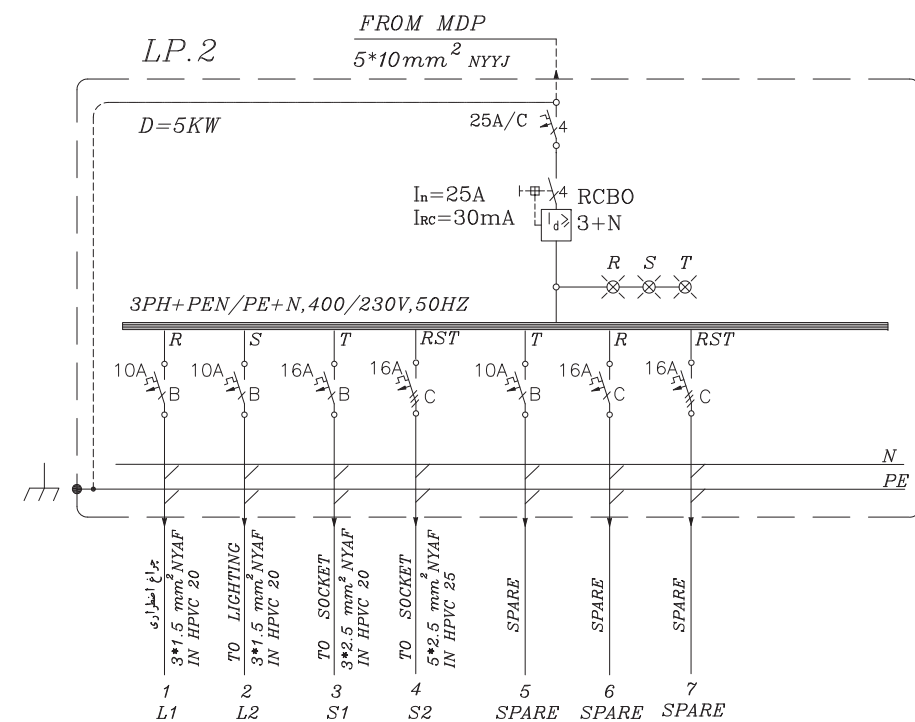 FROM MDP
5*10mm² NYYJ
LP.2
D=5KW
25A/C
4
In=25A
IRC=30mA
4
RCBO
3+N
Id≥
R S T
3PH+PEN/PE+N,400/230V,50HZ
R S T RST T R RST
10A 10A 16A 16A 10A 16A 16A
B B B C B C C
N
PE
چراغ اضطراری
3*1.5 mm² NYAF
IN HPVC 20
TO LIGHTING
3*1.5 mm² NYAF
IN HPVC 20
TO SOCKET
3*2.5 mm² NYAF
IN HPVC 20
TO SOCKET
5*2.5 mm² NYAF
IN HPVC 25
SPARE
SPARE
SPARE
1 2 3 4 5 6 7
L1 L2 S1 S2 SPARE SPARE SPARE